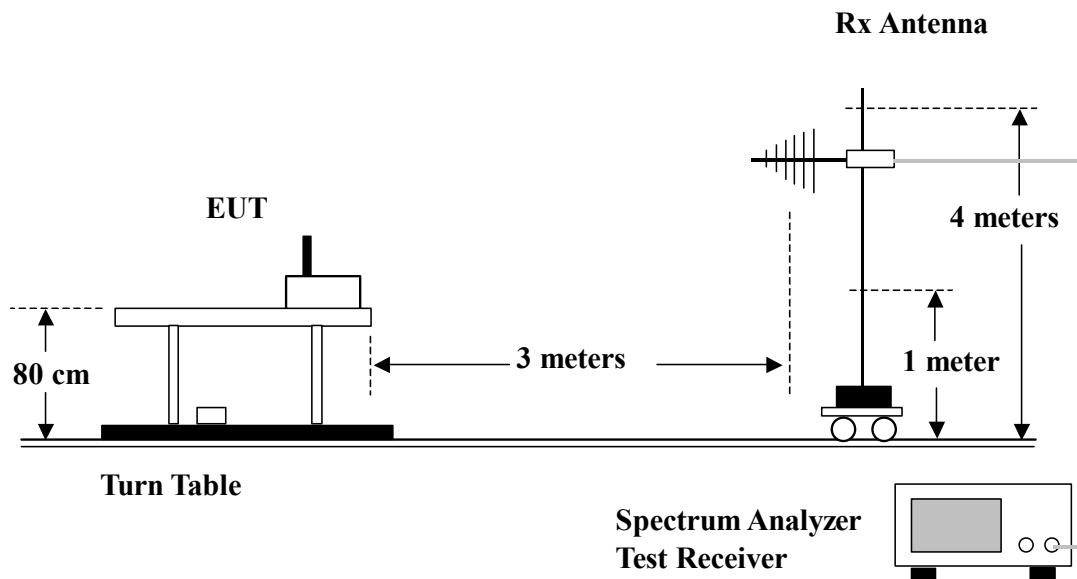 Rx Antenna
EUT
4 meters
3 meters
1 meter
80 cm
Turn Table
Spectrum Analyzer
Test Receiver